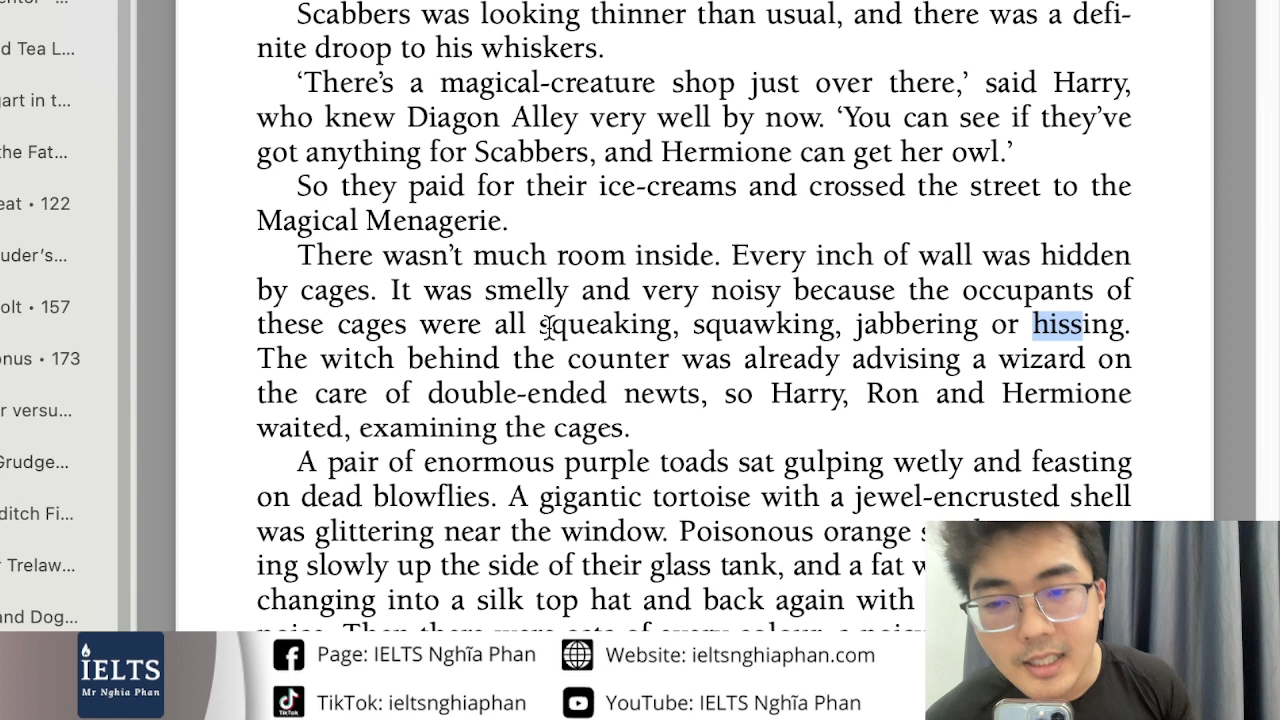 d Tea L...
art in t...
the Fat...
eat • 122
uder’s...
olt • 157
onus • 173
r versu...
Grudge...
ditch Fi...
r Trelaw...
and Dog...
Scabbers was looking thinner than usual, and there was a defi-
nite droop to his whiskers.
‘There’s a magical-creature shop just over there,’ said Harry,
who knew Diagon Alley very well by now. ‘You can see if they’ve
got anything for Scabbers, and Hermione can get her owl.’
So they paid for their ice-creams and crossed the street to the
Magical Menagerie.
There wasn’t much room inside. Every inch of wall was hidden
by cages. It was smelly and very noisy because the occupants of
these cages were all squeaking, squawking, jabbering or hissing.
The witch behind the counter was already advising a wizard on
the care of double-ended newts, so Harry, Ron and Hermione
waited, examining the cages.
A pair of enormous purple toads sat gulping wetly and feasting
on dead blowflies. A gigantic tortoise with a jewel-encrusted shell
was glittering near the window. Poisonous orange
ing slowly up the side of their glass tank, and a fat
changing into a silk top hat and back again with
IELTS
Mr Nghia Phan
Page: IELTS Nghĩa Phan
Website: ieltsnghiaphan.com
TikTok
TikTok: ieltsnghiaphan
YouTube: IELTS Nghĩa Phan